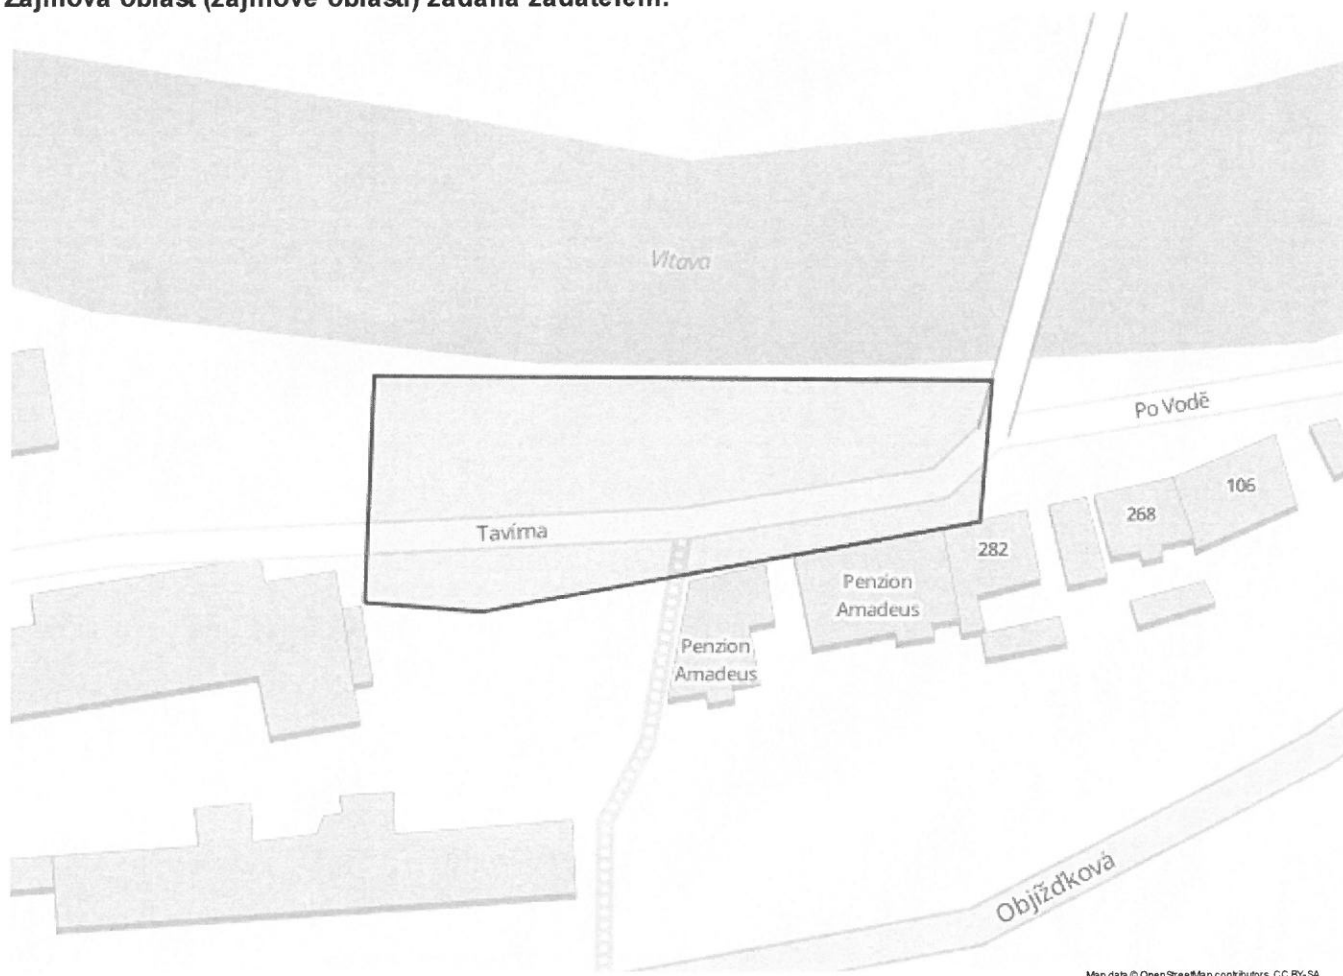 Zájmová oblast (zájmové oblasti) zadaná žadatelem:
Vltava
Po Vodě
106
268
Tavírna
282
Penzion
Amadeus
Penzion
Amadeus
Objížďková
Map data © OpenStreetMap contributors, CC BY-SA